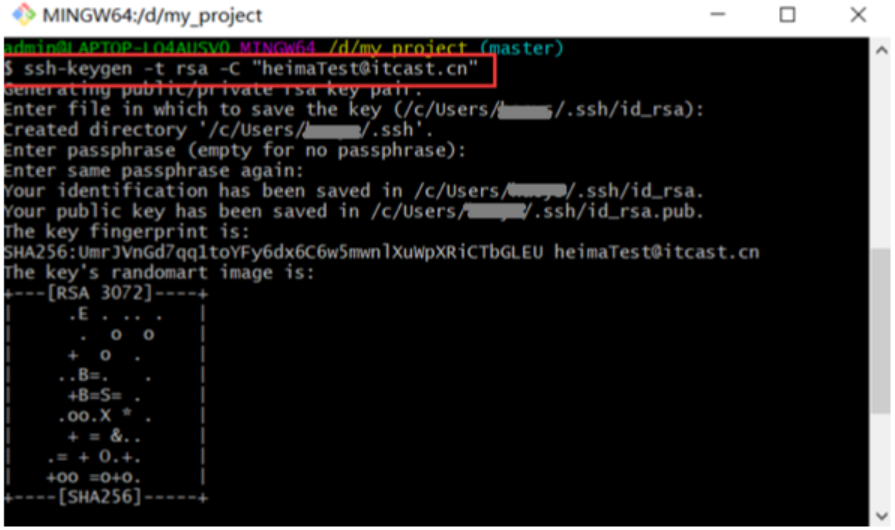 MINGW64:/d/my_project
admin@LAPTOP-LO4AUSV0 MINGW64 /d/my_project (master)
$ ssh-keygen -t rsa -C "heimaTest@itcast.cn"
Generating public/private rsa key pair.
Enter file in which to save the key (/c/Users/ /.ssh/id_rsa):
Created directory '/c/Users/ /.ssh'.
Enter passphrase (empty for no passphrase):
Enter same passphrase again:
Your identification has been saved in /c/Users/ /.ssh/id_rsa.
Your public key has been saved in /c/Users/ /.ssh/id_rsa.pub.
The key fingerprint is:
SHA256:UmrJVnGd7qq1toYFy6dx6C6w5mwnlXuWpXRiCTbGLEU heimaTest@itcast.cn
The key's randomart image is:
+---[RSA 3072]----+
|      .E . .. .  |
|       .  o  o   |
|      +  o  .    |
|     ..B=.   .   |
|      +B=S= .    |
|     .oo.X * .   |
|      + = &..    |
|    .= + O.+.    |
|    +oo =o+o.    |
+----[SHA256]-----+